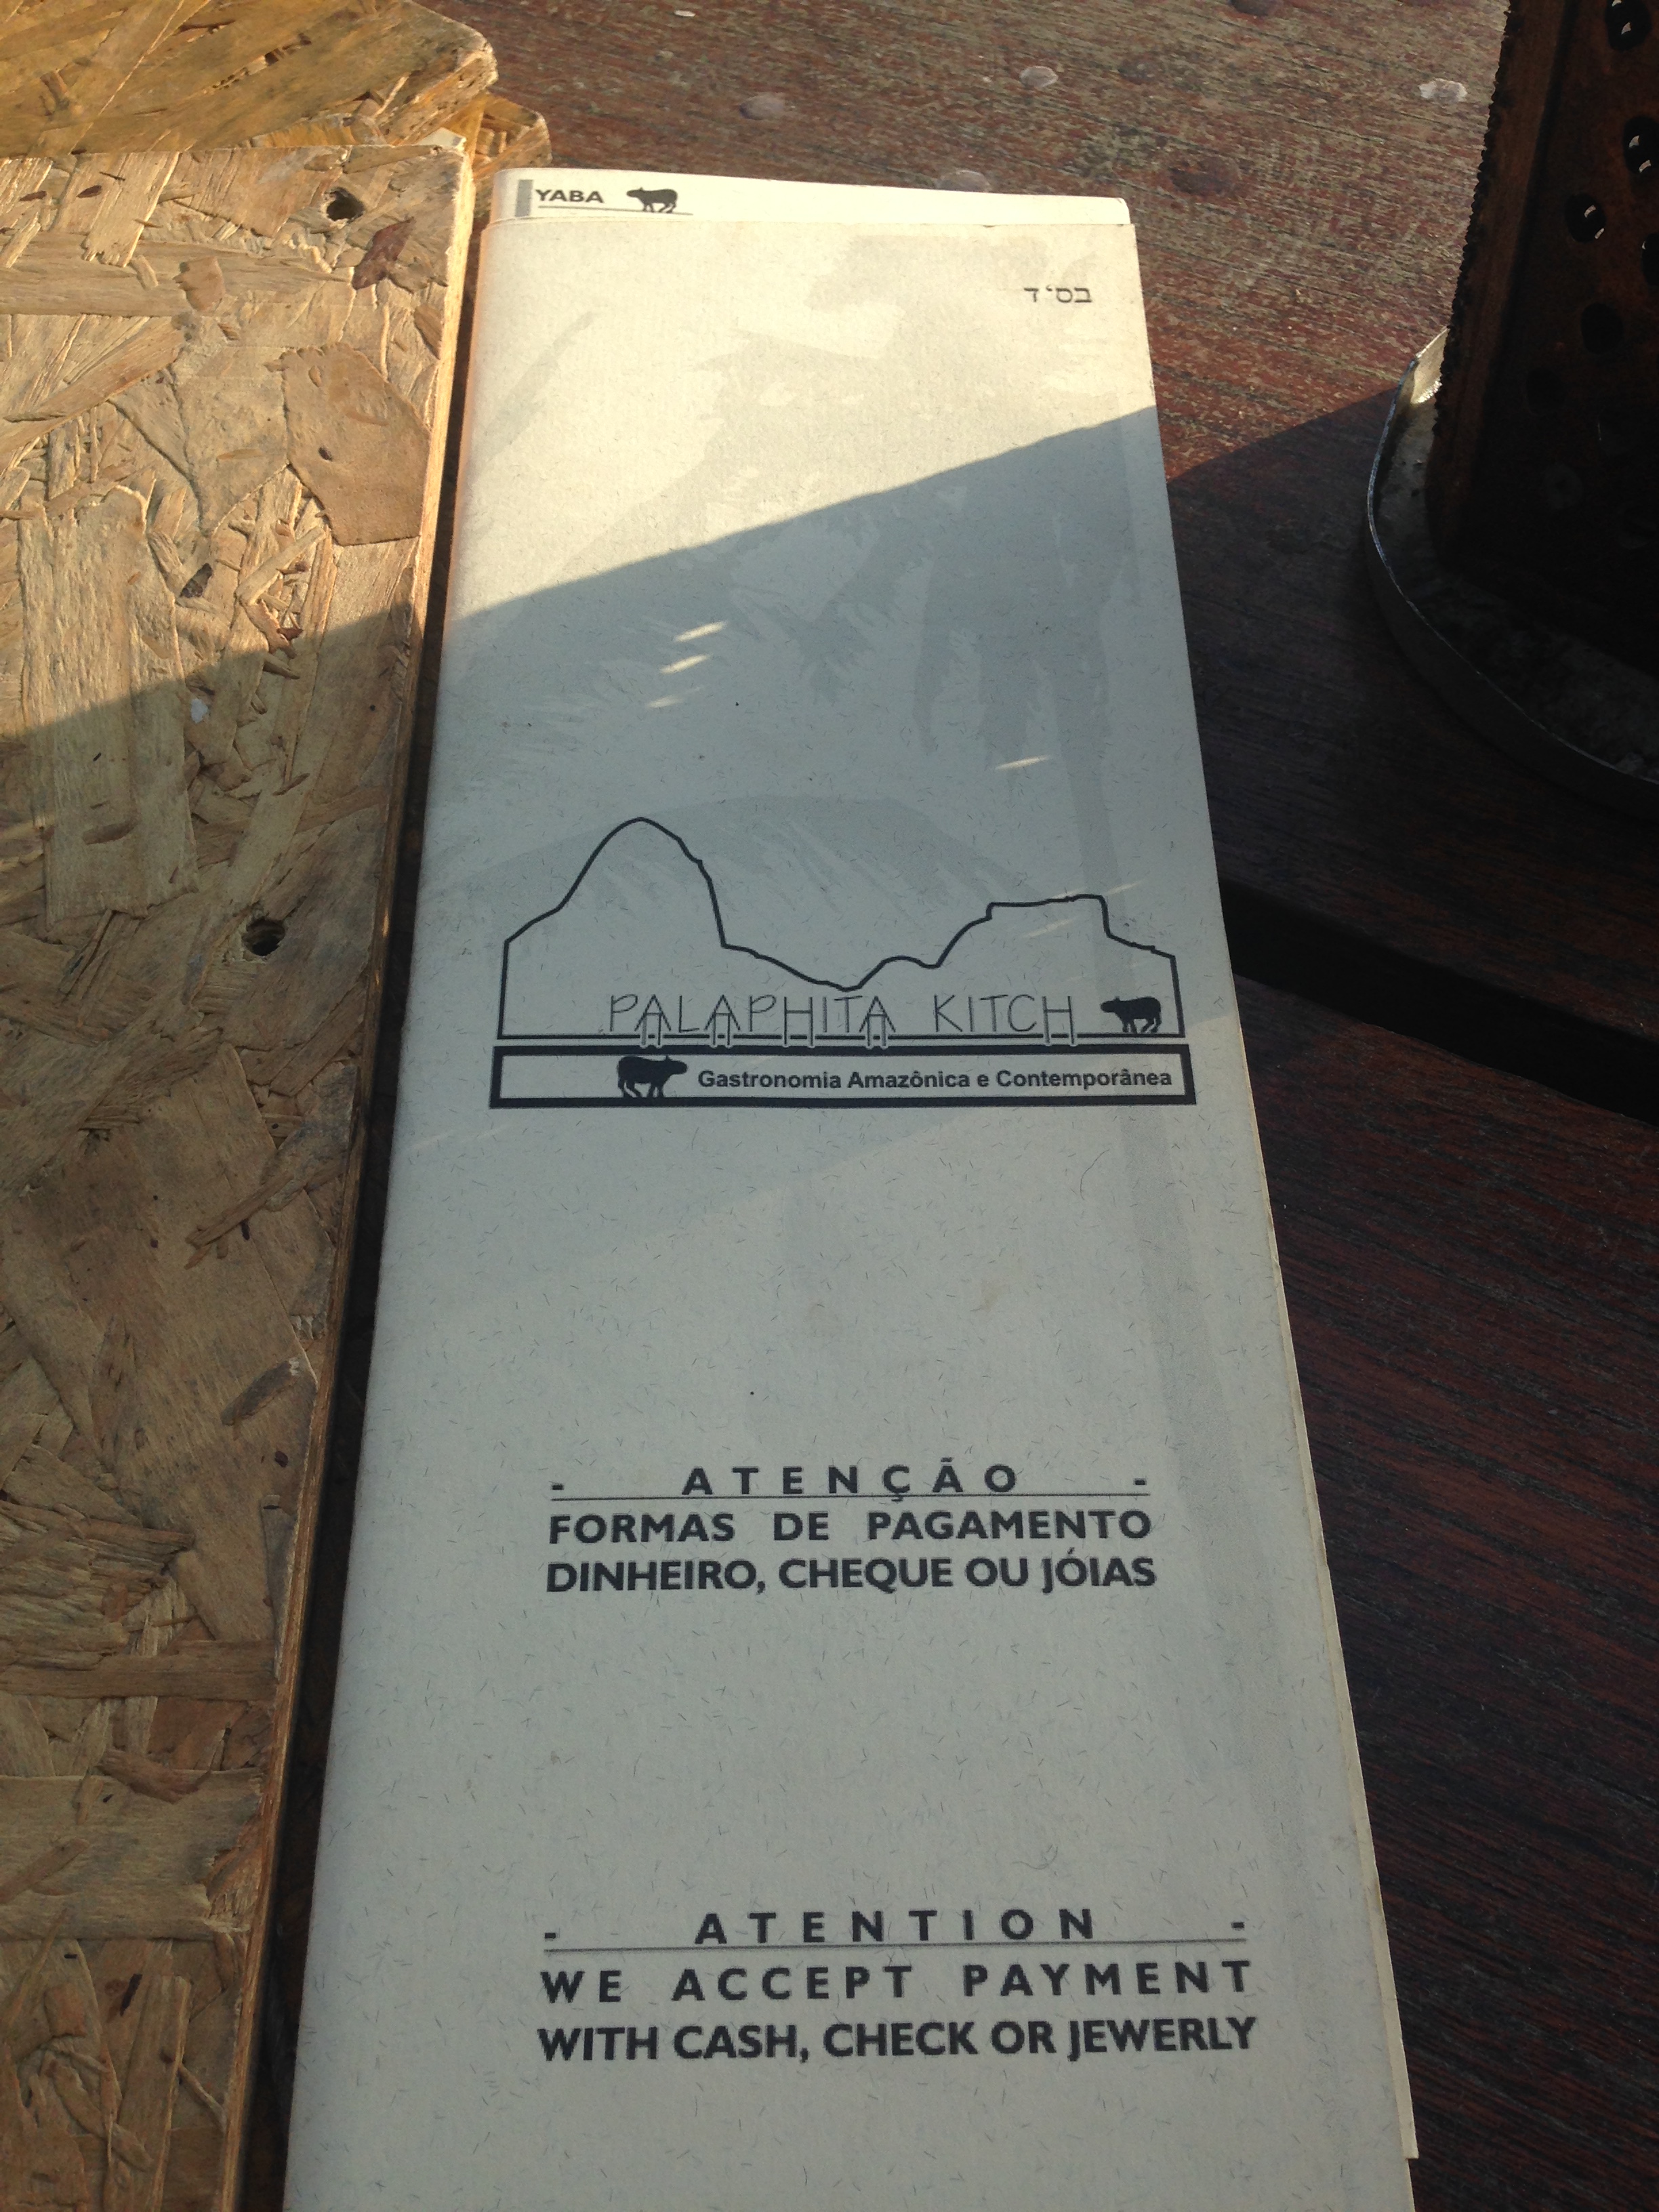 YABA
בס'ד
PALAPHITA KITCH
Gastronomia Amazônica e Contemporânea
- ATENÇÃO -
FORMAS DE PAGAMENTO
DINHEIRO, CHEQUE OU JÓIAS
- ATENTION -
WE ACCEPT PAYMENT
WITH CASH, CHECK OR JEWERLY